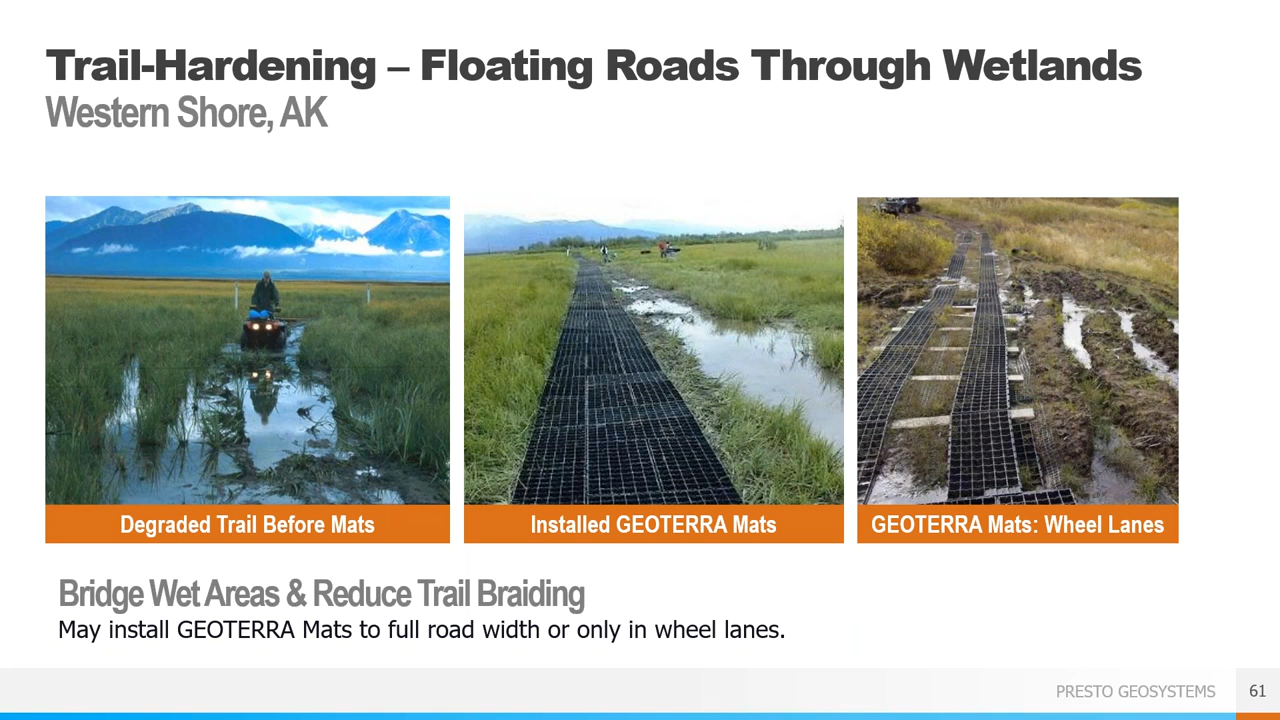 Trail-Hardening – Floating Roads Through Wetlands
Western Shore, AK
Degraded Trail Before Mats
Installed GEOTERRA Mats
GEOTERRA Mats: Wheel Lanes
Bridge Wet Areas & Reduce Trail Braiding
May install GEOTERRA Mats to full road width or only in wheel lanes.
PRESTO GEOSYSTEMS
61